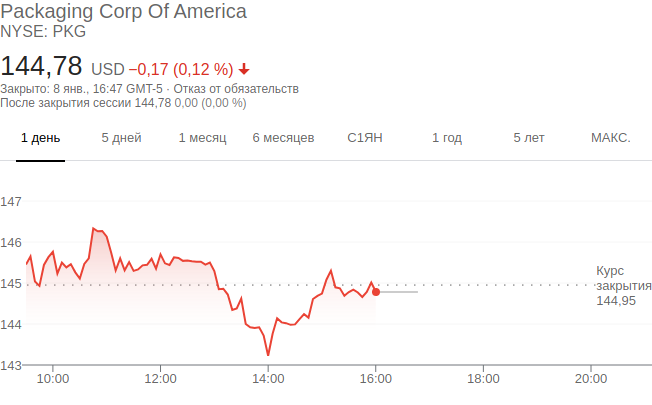 Packaging Corp Of America
NYSE: PKG
144,78 USD −0,17 (0,12 %)
Закрыто: 8 янв., 16:47 GMT-5 · Отказ от обязательств
После закрытия сессии 144,78 0,00 (0,00 %)
1 день 5 дней 1 месяц 6 месяцев С1ЯН 1 год 5 лет МАКС.
147
146
145
144
143
Курс
закрытия
144,95
10:00 12:00 14:00 16:00 18:00 20:00